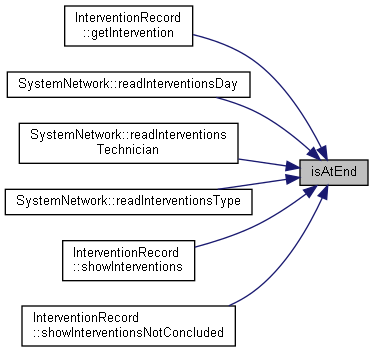 InterventionRecord
::getIntervention
SystemNetwork::readInterventionsDay
SystemNetwork::readInterventions
Technician
isAtEnd
SystemNetwork::readInterventionsType
InterventionRecord
::showInterventions
InterventionRecord
::showInterventionsNotConcluded